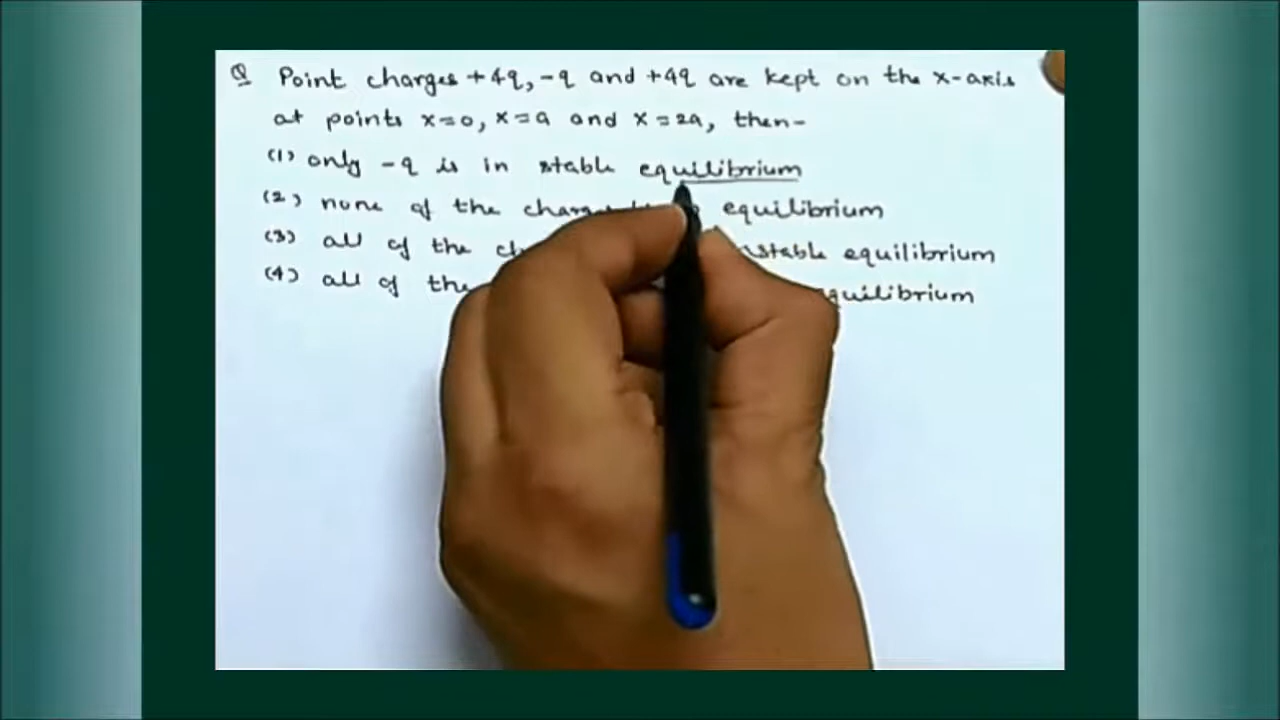 Q Point charges +4q, -q and +4q are kept on the x-axis
at points x=0, x=a and x=2a, then-
(1) only -q is in stable equilibrium
(2) none of the equilibrium
(3) all of the stable equilibrium
(4) all of the equilibrium